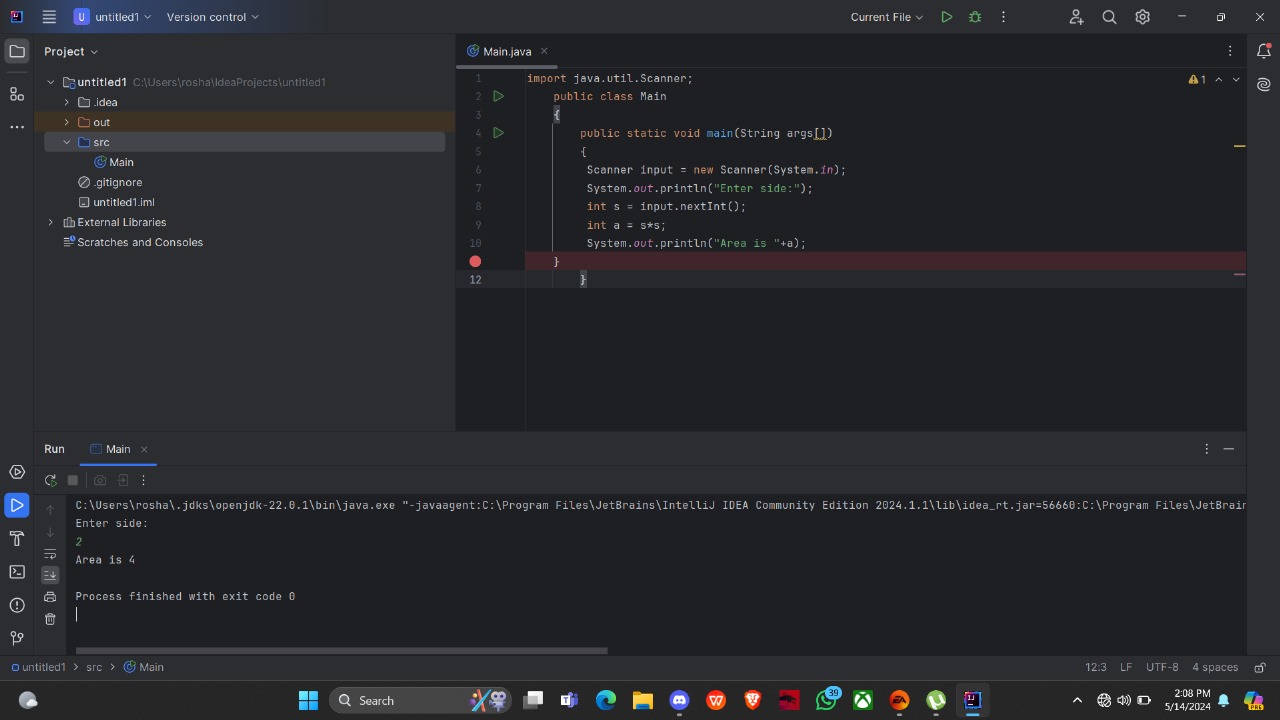 U untitled1 Version control Current File
Project
untitled1 C:\Users\rosha\IdeaProjects\untitled1
.idea
out
src
Main
.gitignore
untitled1.iml
External Libraries
Scratches and Consoles
Main.java
1
1 import java.util.Scanner;
2 public class Main
3 {
4 public static void main(String args[])
5 {
6 Scanner input = new Scanner(System.in);
7 System.out.println("Enter side:");
8 int s = input.nextInt();
9 int a = s*s;
10 System.out.println("Area is "+a);
}
12 }
Run Main
C:\Users\rosha\.jdks\openjdk-22.0.1\bin\java.exe "-javaagent:C:\Program Files\JetBrains\IntelliJ IDEA Community Edition 2024.1.1\lib\idea_rt.jar=56660:C:\Program Files\JetBrain
Enter side:
2
Area is 4
Process finished with exit code 0
untitled1 > src > Main 12:3 LF UTF-8 4 spaces
Search 39 2:08 PM
5/14/2024
PRE